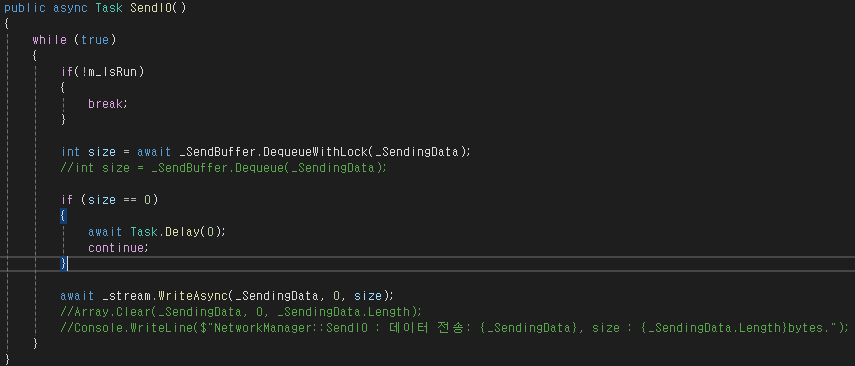 public async Task SendIO()
{
while (true)
{
if(!m_IsRun)
{
break;
}
int size = await _SendBuffer.DequeueWithLock(_SendingData);
//int size = _SendBuffer.Dequeue(_SendingData);
if (size == 0)
{
await Task.Delay(0);
continue;
}
await _stream.WriteAsync(_SendingData, 0, size);
//Array.Clear(_SendingData, 0, _SendingData.Length);
//Console.WriteLine($"NetworkManager::SendIO : 데이터 전송: {_SendingData}, size : {_SendingData.Length}bytes.");
}
}